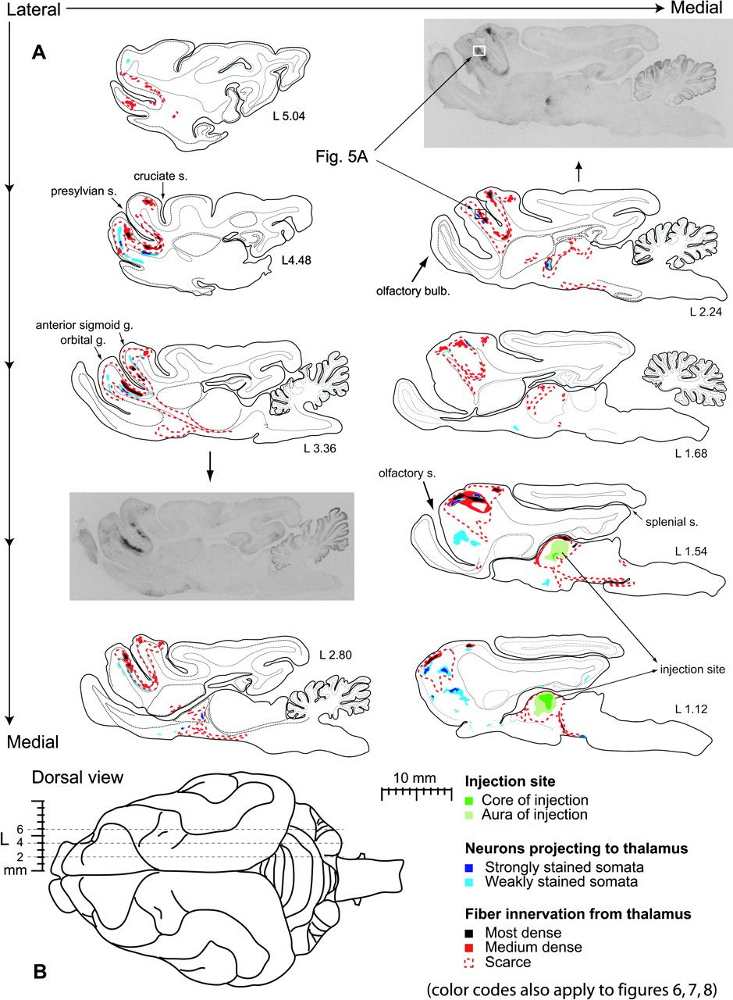 Lateral
Medial
A
L 5.04
Fig. 5A
cruciate s.
presylvian s.
L4.48
olfactory bulb.
L 2.24
anterior sigmoid g.
orbital g.
L 3.36
L 1.68
olfactory s.
splenial s.
L 1.54
L 2.80
injection site
L 1.12
Medial
Dorsal view
10 mm
L
6
4
2
mm
B
Injection site
Core of injection
Aura of injection
Neurons projecting to thalamus
Strongly stained somata
Weakly stained somata
Fiber innervation from thalamus
Most dense
Medium dense
Scarce
(color codes also apply to figures 6, 7, 8)